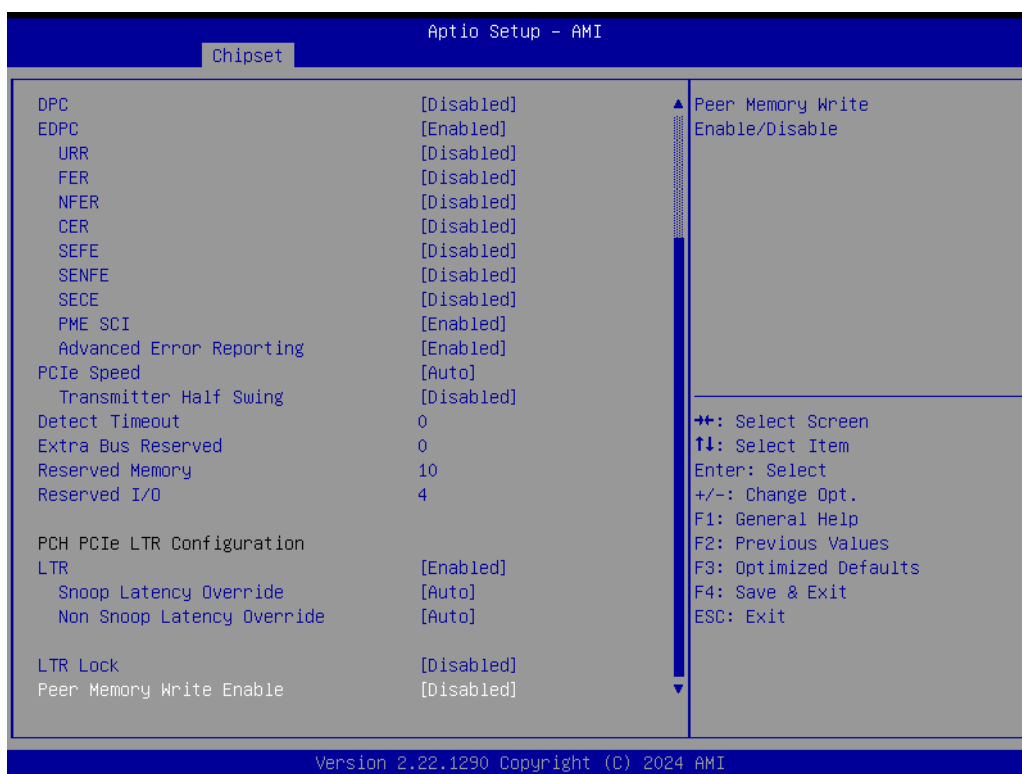 Aptio Setup – AMI
Chipset
DPC [Disabled]
EDPC [Enabled]
URR [Disabled]
FER [Disabled]
NFER [Disabled]
CER [Disabled]
SEFE [Disabled]
SENFE [Disabled]
SECE [Disabled]
PME SCI [Enabled]
Advanced Error Reporting [Enabled]
PCIe Speed [Auto]
Transmitter Half Swing [Disabled]
Detect Timeout 0
Extra Bus Reserved 0
Reserved Memory 10
Reserved I/O 4
PCH PCIe LTR Configuration
LTR [Enabled]
Snoop Latency Override [Auto]
Non Snoop Latency Override [Auto]
LTR Lock [Disabled]
Peer Memory Write Enable [Disabled]
Peer Memory Write
Enable/Disable
→←: Select Screen
↑↓: Select Item
Enter: Select
+/-: Change Opt.
F1: General Help
F2: Previous Values
F3: Optimized Defaults
F4: Save & Exit
ESC: Exit
Version 2.22.1290 Copyright (C) 2024 AMI